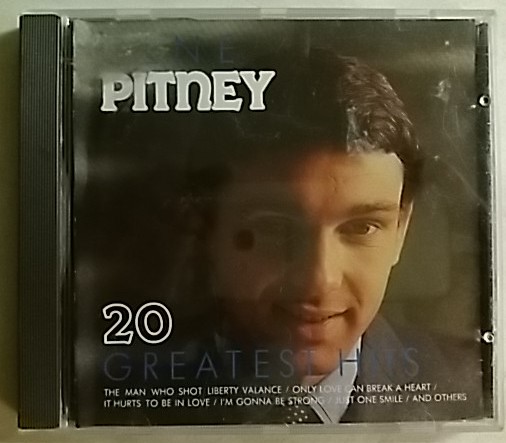 GENE
PITNEY
20
GREATEST HITS
THE MAN WHO SHOT LIBERTY VALANCE / ONLY LOVE CAN BREAK A HEART /
IT HURTS TO BE IN LOVE / I'M GONNA BE STRONG / JUST ONE SMILE / AND OTHERS